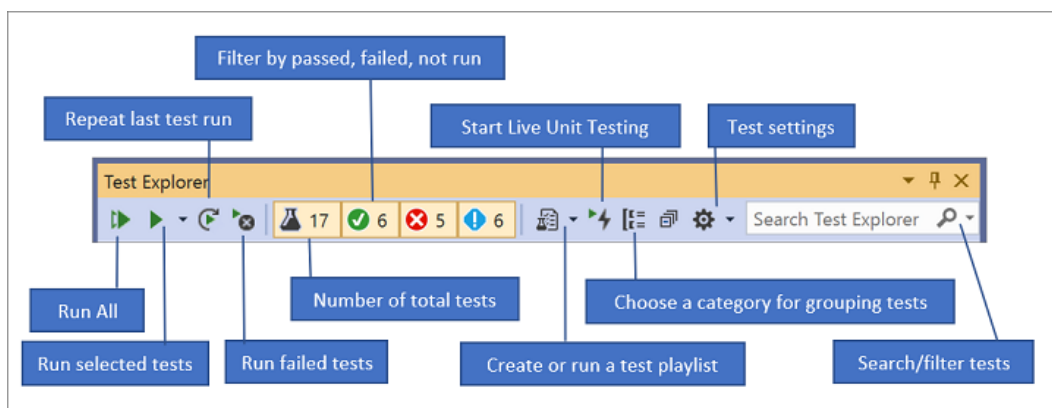 Filter by passed, failed, not run
Repeat last test run
Start Live Unit Testing
Test settings
Test Explorer
17
6
5
6
Search Test Explorer
Run All
Number of total tests
Choose a category for grouping tests
Run selected tests
Run failed tests
Create or run a test playlist
Search/filter tests